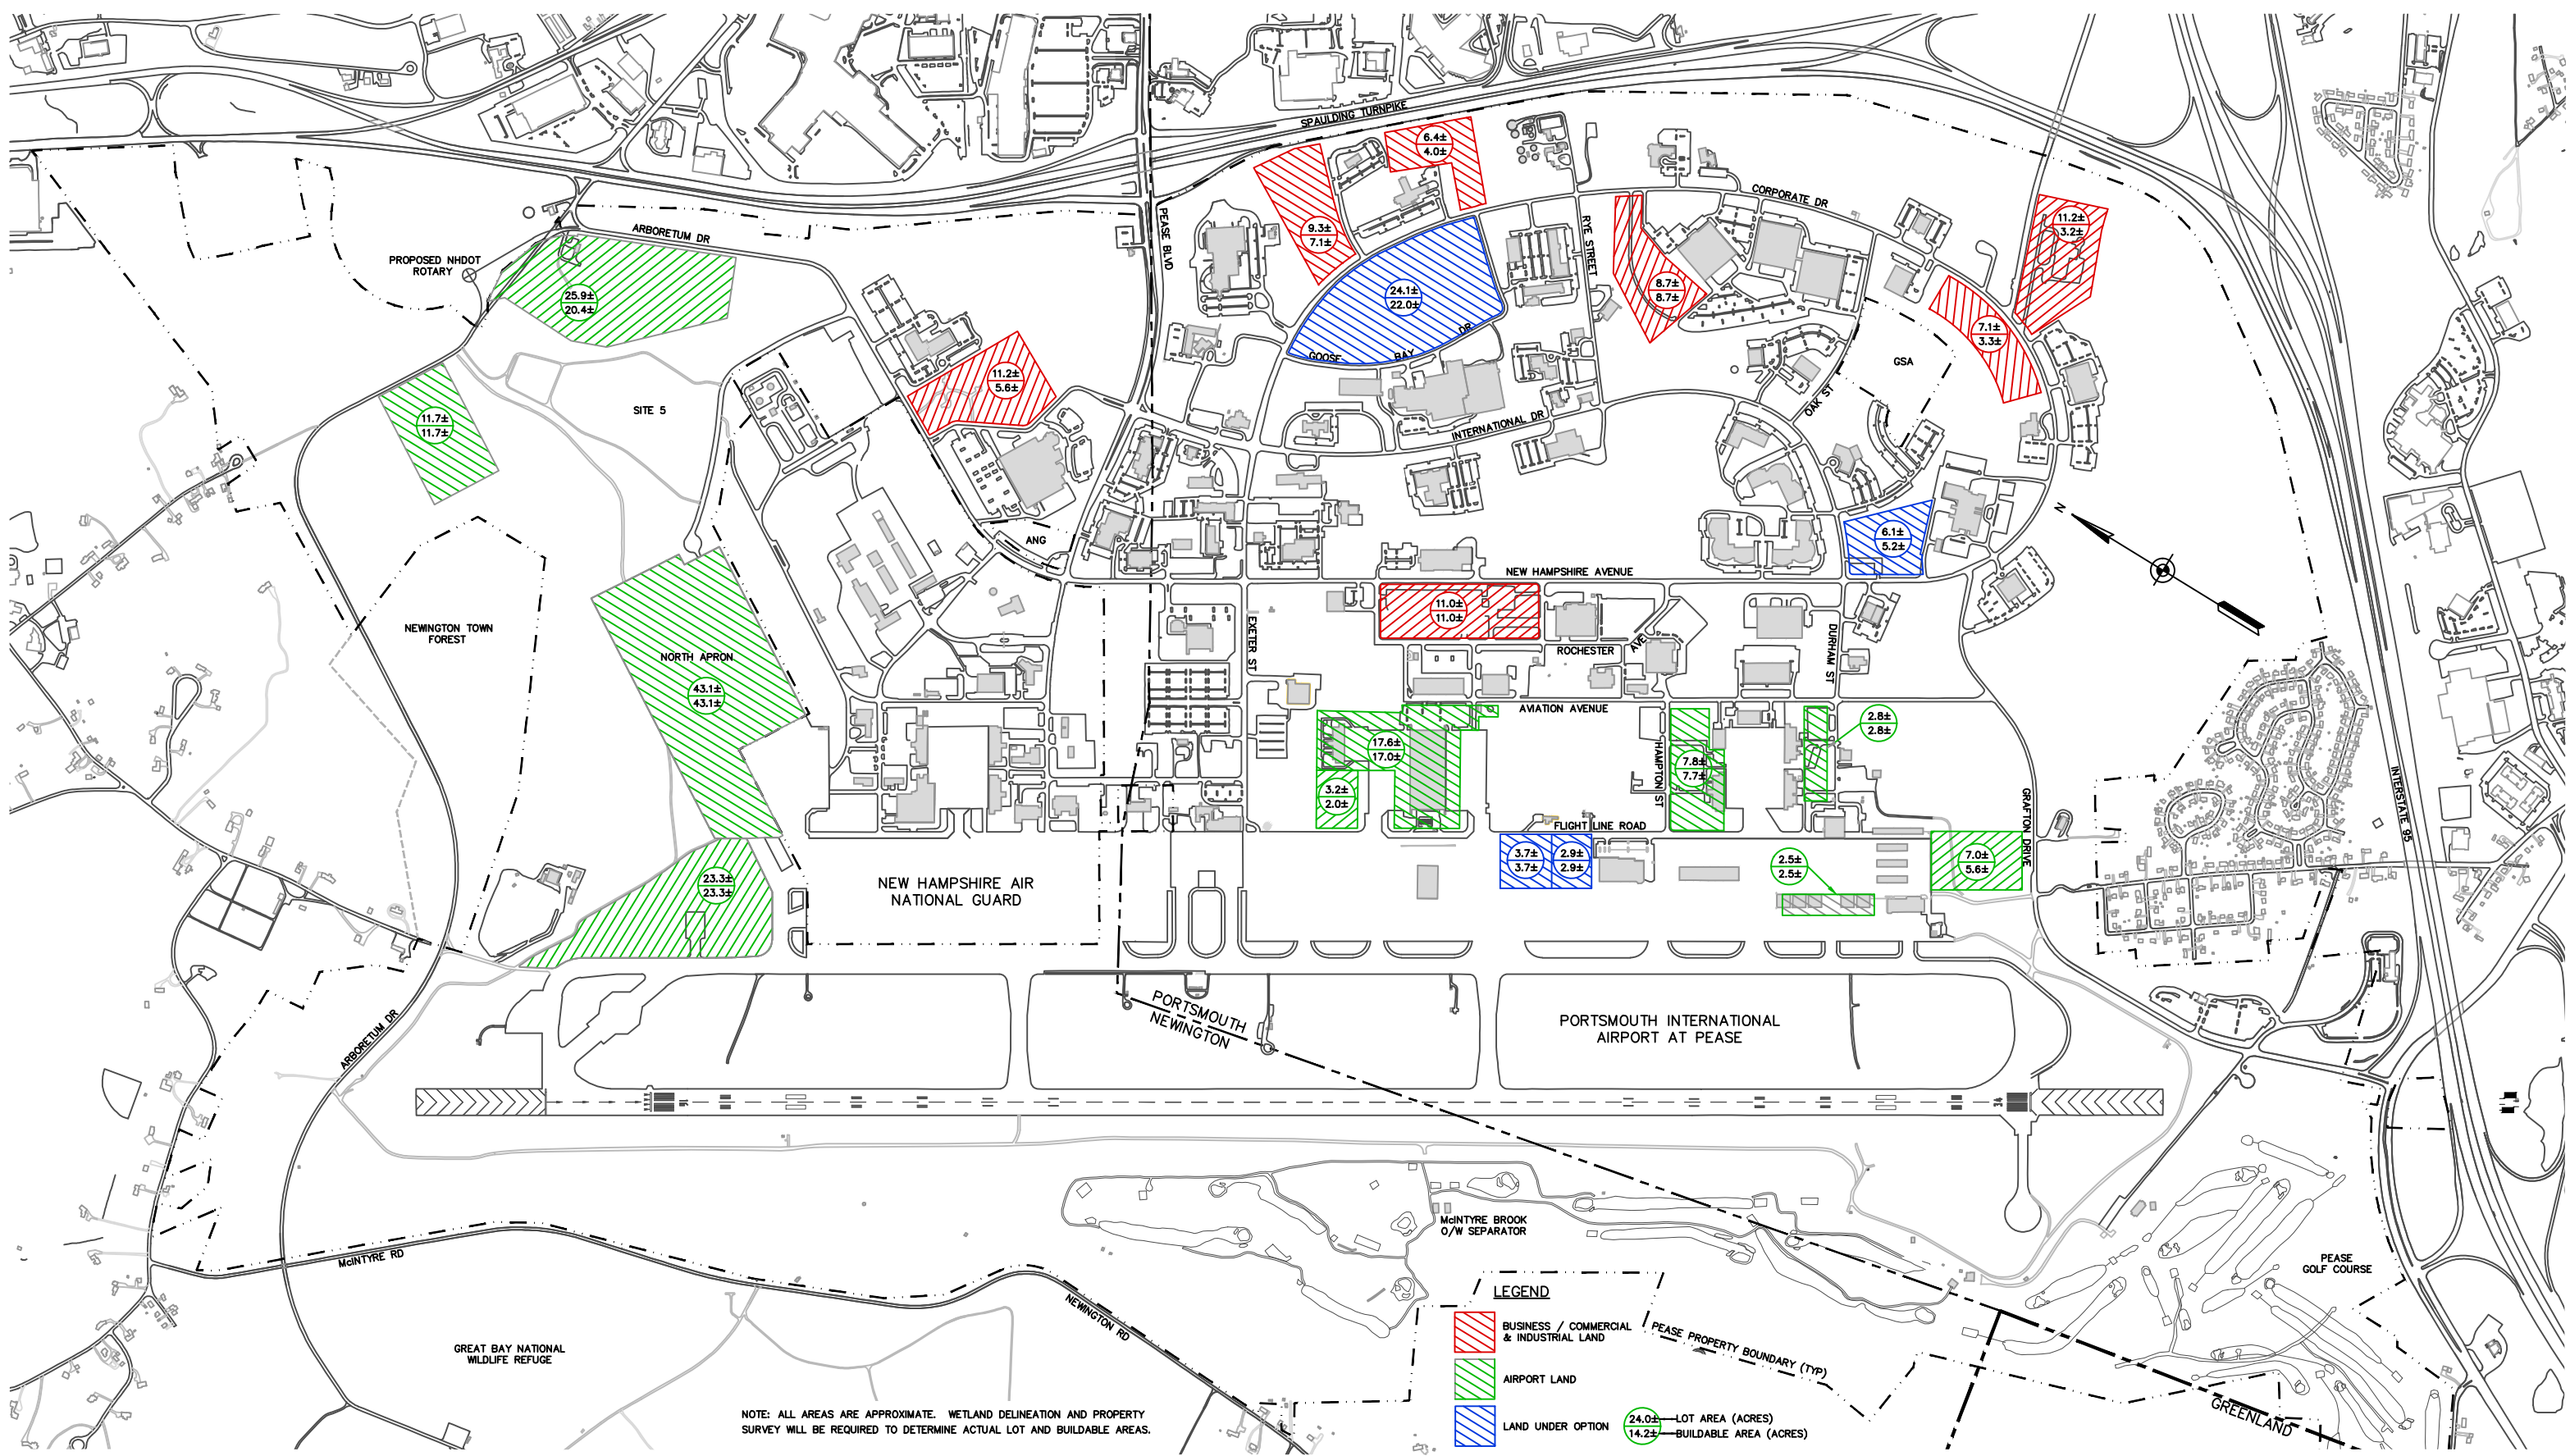 SPAULDING TURNPIKE
6.4±
4.0±
CORPORATE DR
ARBORETUM DR
PEASE BLVD
RYE STREET
9.3±
7.1±
11.2±
3.2±
PROPOSED NHDOT
ROTARY
25.9±
20.4±
24.1±
22.0±
8.7±
8.7±
7.1±
3.3±
GOOSE BAY DR
GSA
11.2±
5.6±
SITE 5
OAK ST
11.7±
11.7±
INTERNATIONAL DR
N
ANG
6.1±
5.2±
NEW HAMPSHIRE AVENUE
11.0±
11.0±
NEWINGTON TOWN
FOREST
EXETER ST
ROCHESTER AVE
DURHAM ST
NORTH APRON
43.1±
43.1±
AVIATION AVENUE
2.8±
2.8±
17.6±
17.0±
HAMPTON ST
7.8±
7.7±
3.2±
2.0±
INTERSTATE 95
GRAFTON DRIVE
FLIGHT LINE ROAD
3.7±
3.7±
2.9±
2.9±
2.5±
2.5±
7.0±
5.6±
23.3±
23.3±
NEW HAMPSHIRE AIR
NATIONAL GUARD
PORTSMOUTH
NEWINGTON
PORTSMOUTH INTERNATIONAL
AIRPORT AT PEASE
ARBORETUM DR
16
34
McINTYRE BROOK
O/W SEPARATOR
McINTYRE RD
PEASE
GOLF COURSE
NEWINGTON RD
GREAT BAY NATIONAL
WILDLIFE REFUGE
LEGEND
BUSINESS / COMMERCIAL
& INDUSTRIAL LAND
AIRPORT LAND
LAND UNDER OPTION
24.0± LOT AREA (ACRES)
14.2± BUILDABLE AREA (ACRES)
PEASE PROPERTY BOUNDARY (TYP)
GREENLAND
NOTE: ALL AREAS ARE APPROXIMATE. WETLAND DELINEATION AND PROPERTY
SURVEY WILL BE REQUIRED TO DETERMINE ACTUAL LOT AND BUILDABLE AREAS.